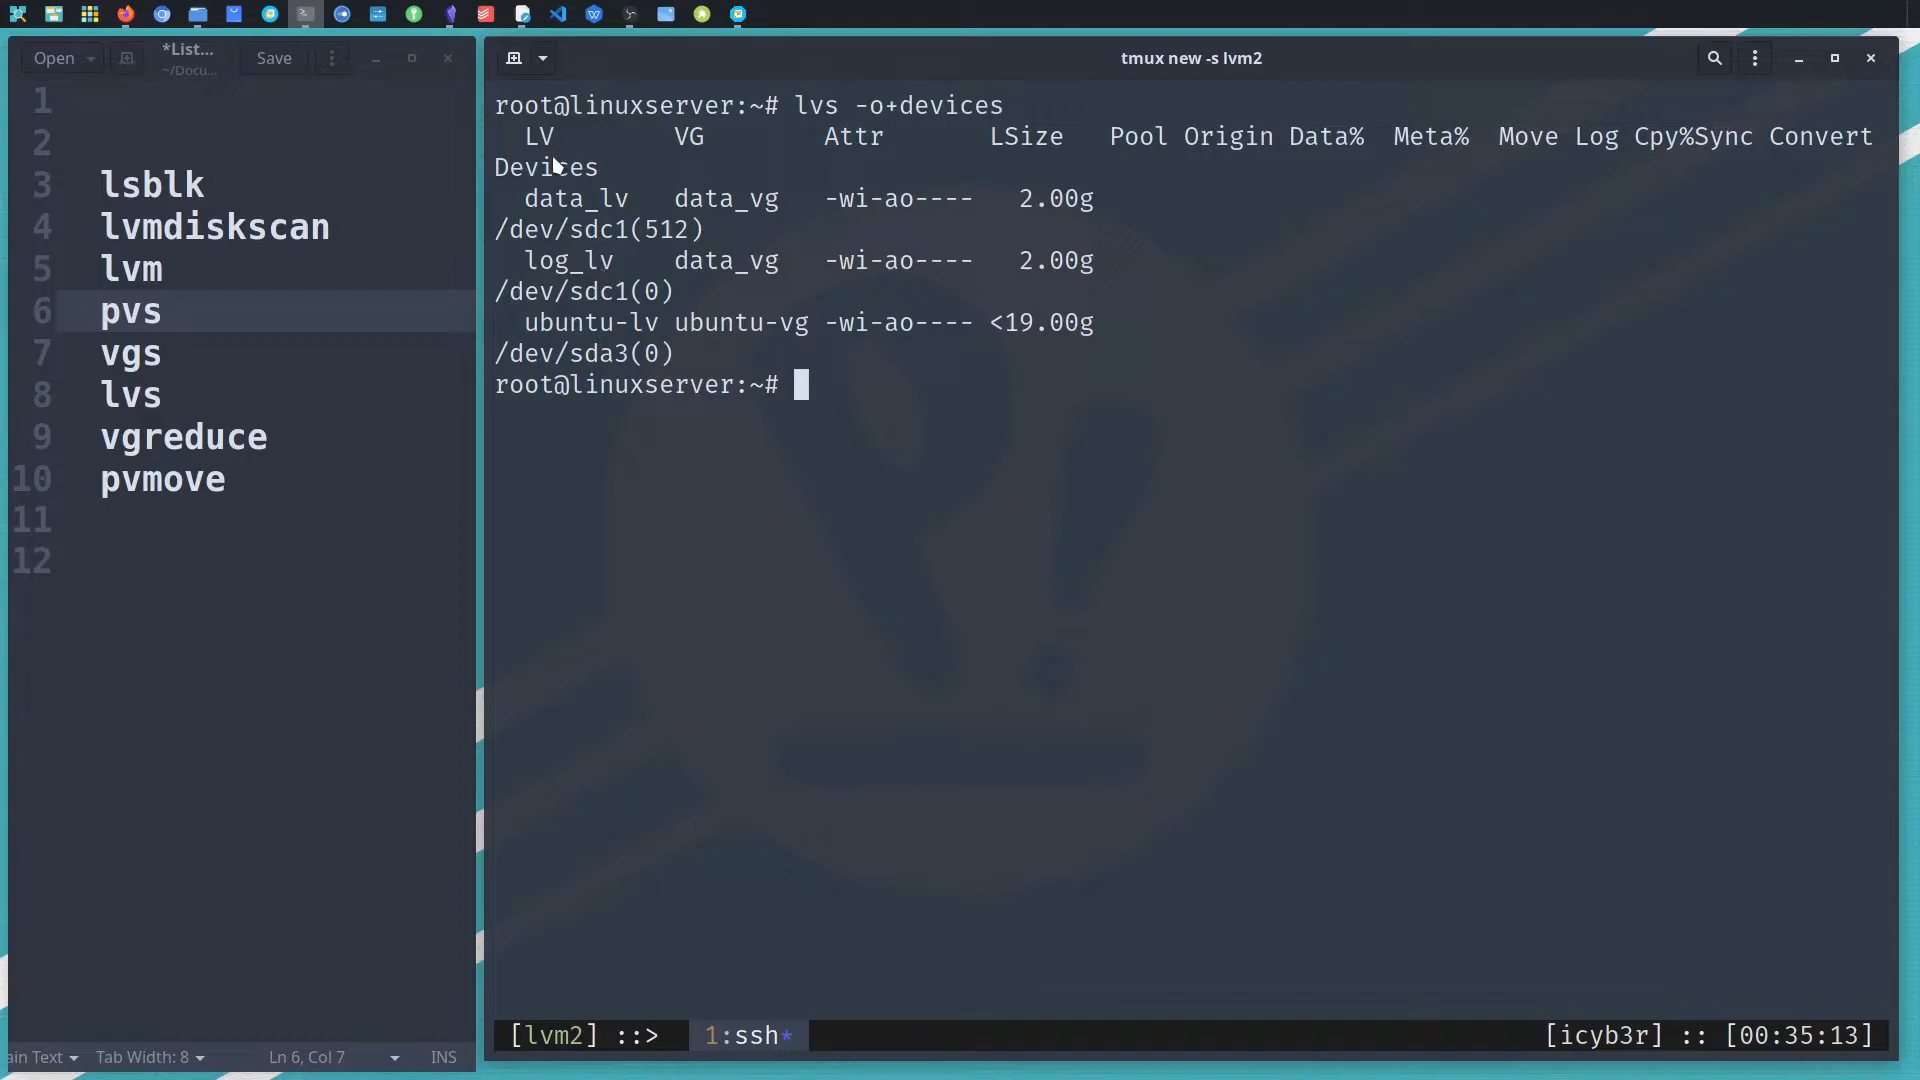 Open
*List...
~/Docu...
Save
1
2
3 lsblk
4 lvmdiskscan
5 lvm
6 pvs
7 vgs
8 lvs
9 vgreduce
10 pvmove
11
12
ain Text
Tab Width: 8
Ln 6, Col 7
INS
tmux new -s lvm2
root@linuxserver:~# lvs -o+devices
LV VG Attr LSize Pool Origin Data% Meta% Move Log Cpy%Sync Convert
Devices
data_lv data_vg -wi-ao---- 2.00g
/dev/sdc1(512)
log_lv data_vg -wi-ao---- 2.00g
/dev/sdc1(0)
ubuntu-lv ubuntu-vg -wi-ao---- <19.00g
/dev/sda3(0)
root@linuxserver:~#
[lvm2] ::> 1:ssh* [icyb3r] :: [00:35:13]